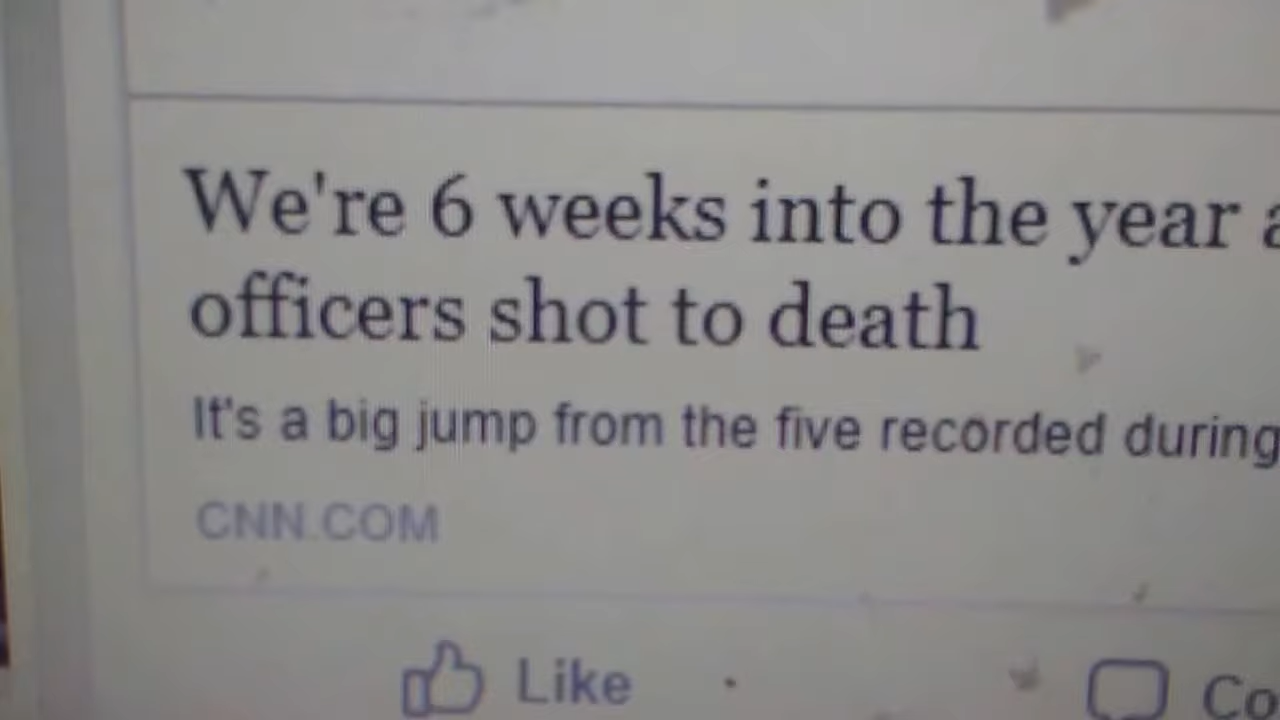 We're 6 weeks into the year a
officers shot to death
It's a big jump from the five recorded during
CNN.COM
Like
Co